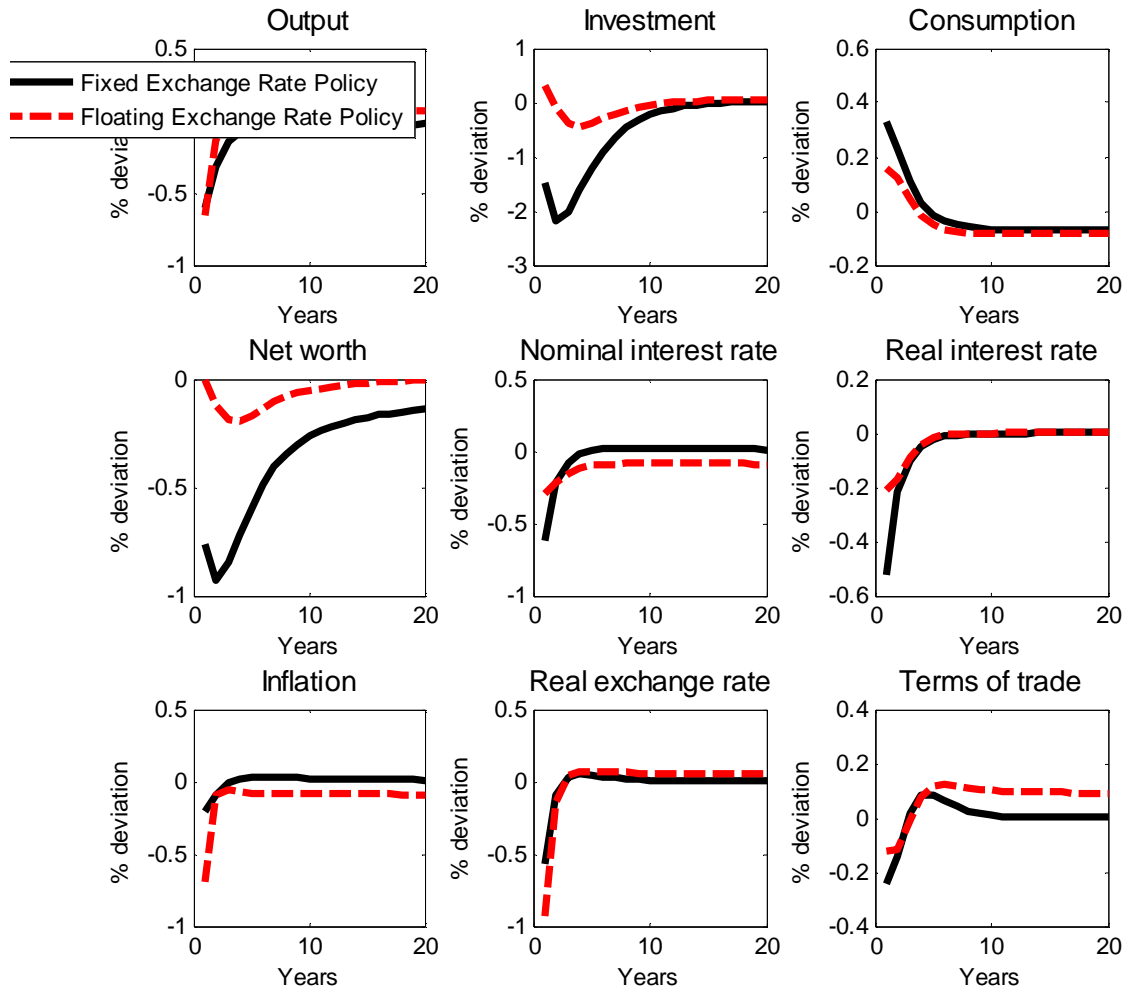 Output
Investment
Consumption
0.5
-0.5
-1
% deviation
0
10
20
Years
Fixed Exchange Rate Policy
Floating Exchange Rate Policy
1
0
-1
-2
-3
% deviation
0
10
20
Years
0.6
0.4
0.2
0
-0.2
% deviation
0
10
20
Years
Net worth
Nominal interest rate
Real interest rate
0
-0.5
-1
% deviation
0
10
20
Years
0.5
0
-0.5
-1
% deviation
0
10
20
Years
0.2
0
-0.2
-0.4
-0.6
% deviation
0
10
20
Years
Inflation
Real exchange rate
Terms of trade
0.5
0
-0.5
-1
% deviation
0
10
20
Years
0.5
0
-0.5
-1
% deviation
0
10
20
Years
0.4
0.2
0
-0.2
-0.4
% deviation
0
10
20
Years